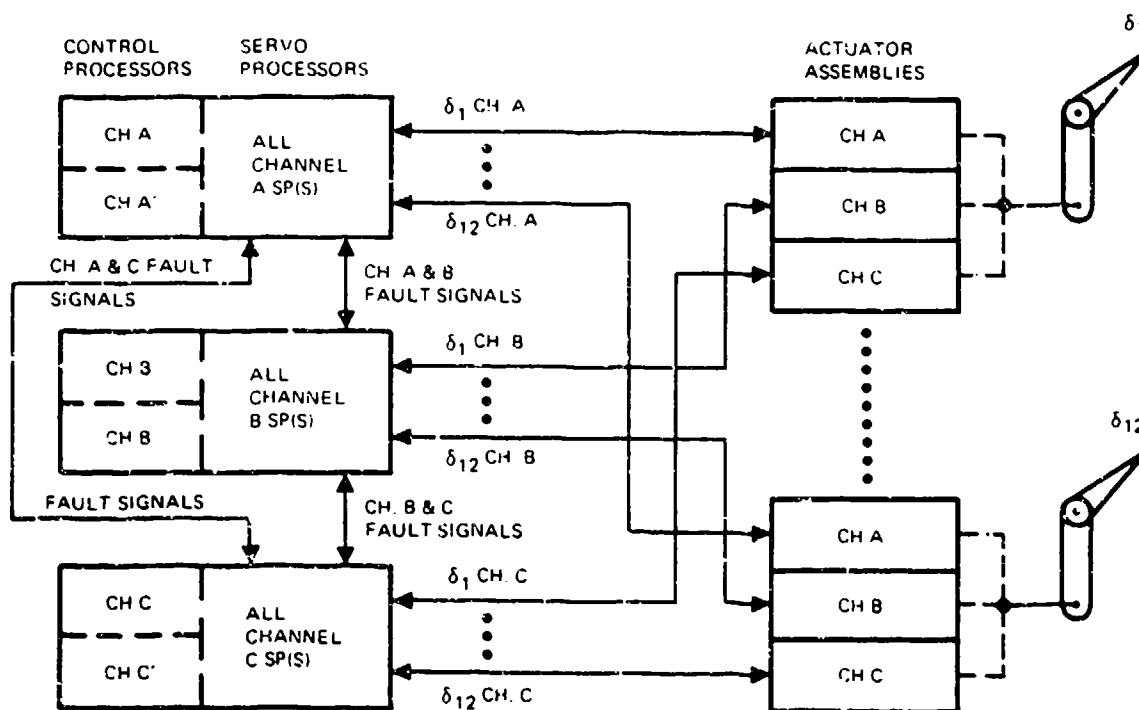 CONTROL
PROCESSORS
SERVO
PROCESSORS
ACTUATOR
ASSEMBLIES
δ
CH A
CH A'
ALL
CHANNEL
A SP(S)
δ1 CH A
δ12 CH. A
CH A
CH B
CH C
CH A & C FAULT
SIGNALS
CH A & B
FAULT SIGNALS
CH 3
CH B
ALL
CHANNEL
B SP(S)
δ1 CH B
δ12 CH B
FAULT SIGNALS
CH. B & C
FAULT SIGNALS
δ12
CH C
CH C'
ALL
CHANNEL
C SP(S)
δ1 CH. C
δ12 CH. C
CH A
CH B
CH C